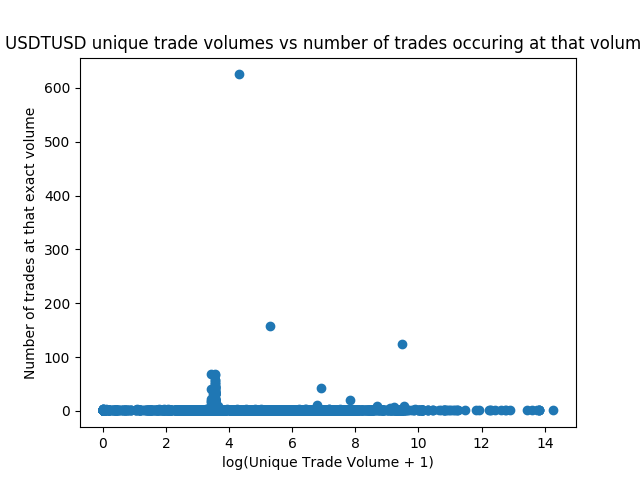 USDTUSD unique trade volumes vs number of trades occuring at that volum
600
500
400
300
200
100
0
Number of trades at that exact volume
0 2 4 6 8 10 12 14
log(Unique Trade Volume + 1)